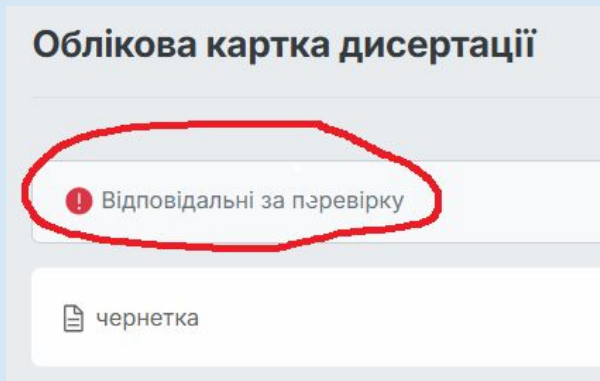 Облікова картка дисертації
Відповідальні за перевірку
чернетка